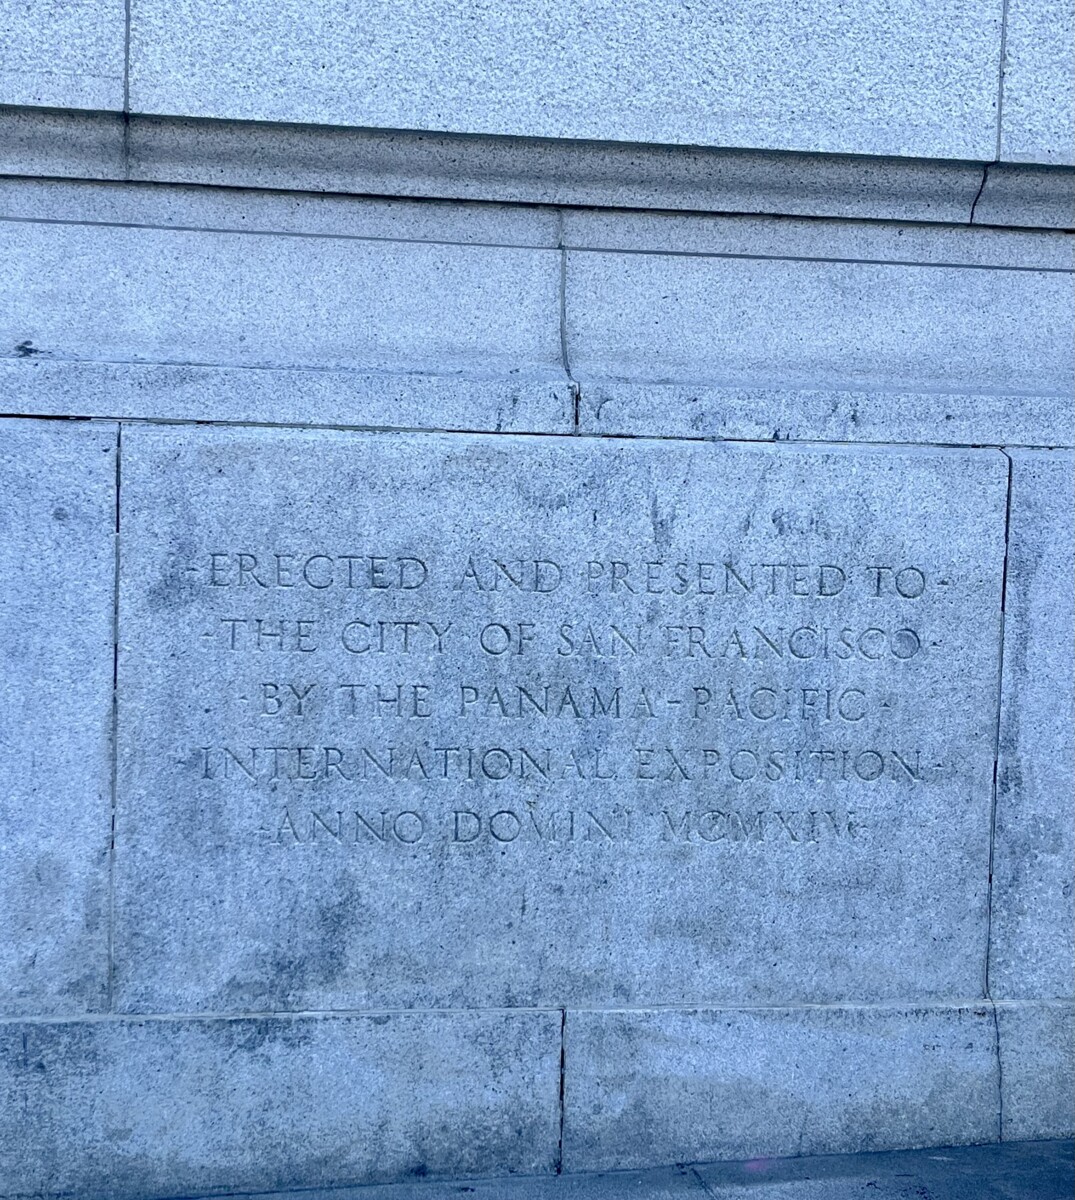 ·ERECTED AND PRESENTED TO·
·THE CITY OF SAN FRANCISCO·
·BY THE PANAMA-PACIFIC·
·INTERNATIONAL EXPOSITION·
·ANNO DOMINI MCMXIV·